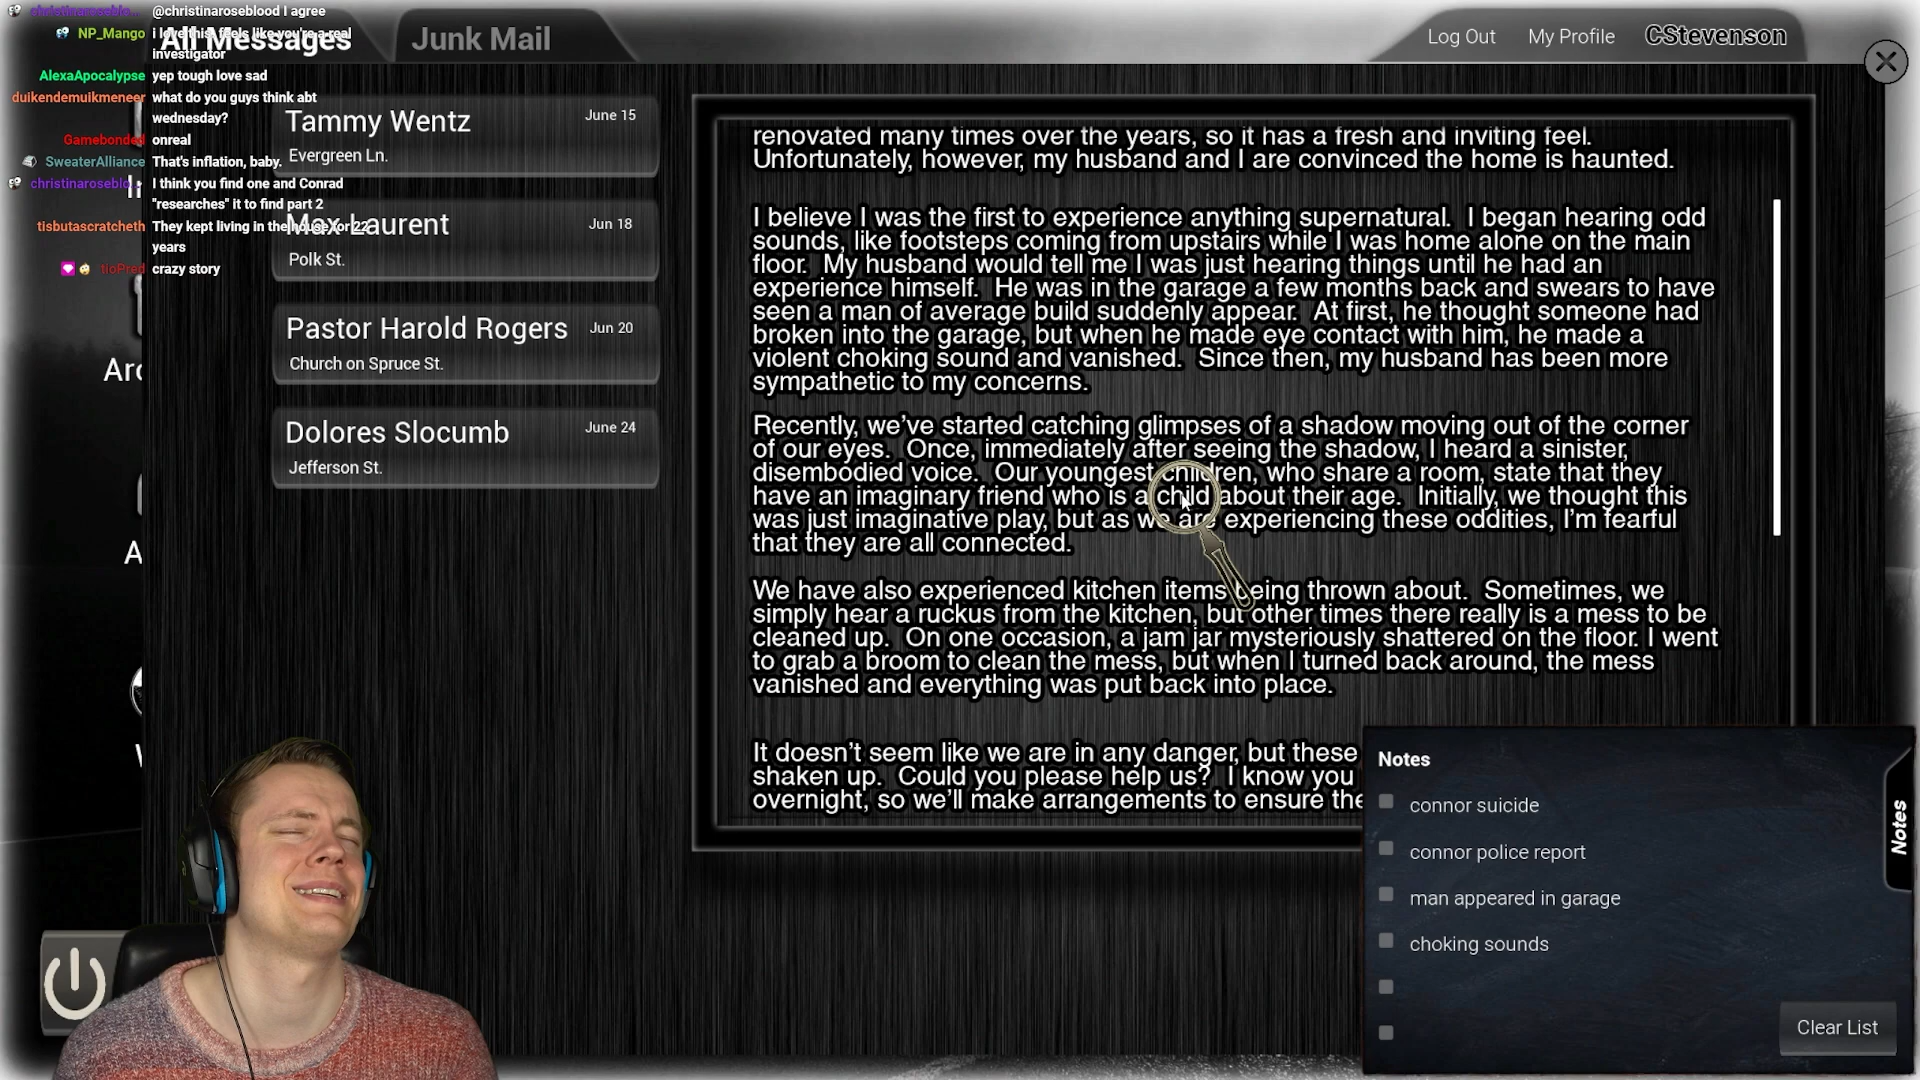 @christinaroseblood I agree
NP_Mango i love this, feels like you're a real
investigator
AlexaApocalypse yep tough love sad
duikendemuikmeneer what do you guys think abt
wednesday?
Gamebonded onreal
SweaterAlliance That's inflation, baby.
christinaroseblo... I think you find one and Conrad
"researches" it to find part 2
tisbutascratcheth They kept living in the house for 22
years
tioPred crazy story
All Messages
Junk Mail
Log Out
My Profile
CStevenson
Tammy Wentz
June 15
Evergreen Ln.
Max Laurent
Jun 18
Polk St.
Pastor Harold Rogers
Jun 20
Church on Spruce St.
Dolores Slocumb
June 24
Jefferson St.
renovated many times over the years, so it has a fresh and inviting feel.
Unfortunately, however, my husband and I are convinced the home is haunted.
I believe I was the first to experience anything supernatural. I began hearing odd
sounds, like footsteps coming from upstairs while I was home alone on the main
floor. My husband would tell me I was just hearing things until he had an
experience himself. He was in the garage a few months back and swears to have
seen a man of average build suddenly appear. At first, he thought someone had
broken into the garage, but when he made eye contact with him, he made a
violent choking sound and vanished. Since then, my husband has been more
sympathetic to my concerns.
Recently, we've started catching glimpses of a shadow moving out of the corner
of our eyes. Once, immediately after seeing the shadow, I heard a sinister,
disembodied voice. Our youngest children, who share a room, state that they
have an imaginary friend who is a child about their age. Initially, we thought this
was just imaginative play, but as we are experiencing these oddities, I'm fearful
that they are all connected.
We have also experienced kitchen items being thrown about. Sometimes, we
simply hear a ruckus from the kitchen, but other times there really is a mess to be
cleaned up. On one occasion, a jam jar mysteriously shattered on the floor. I went
to grab a broom to clean the mess, but when I turned back around, the mess
vanished and everything was put back into place.
It doesn't seem like we are in any danger, but these
shaken up. Could you please help us? I know you
overnight, so we'll make arrangements to ensure the
Notes
connor suicide
connor police report
man appeared in garage
choking sounds
Clear List
Notes